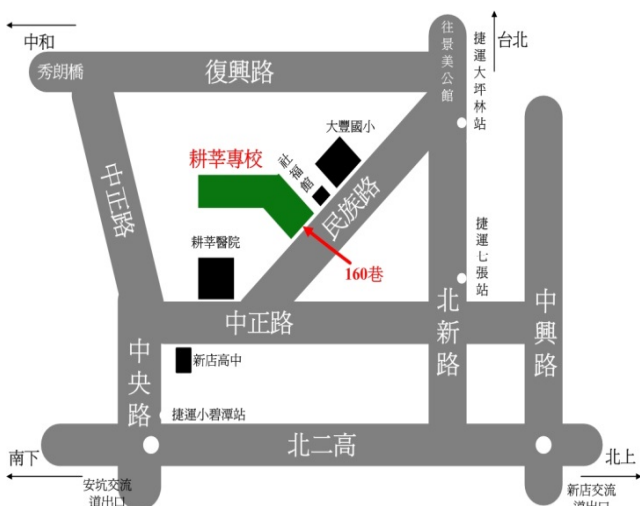 中和
台北
秀朗橋
復興路
往景美公館
捷運大坪林站
大豐國小
耕莘專校
社福館
中正路
民族路
耕莘醫院
160巷
捷運七張站
中正路
北新路
中興路
中央路
新店高中
捷運小碧潭站
北二高
南下
北上
安坑交流
道出口
新店交流
道出口